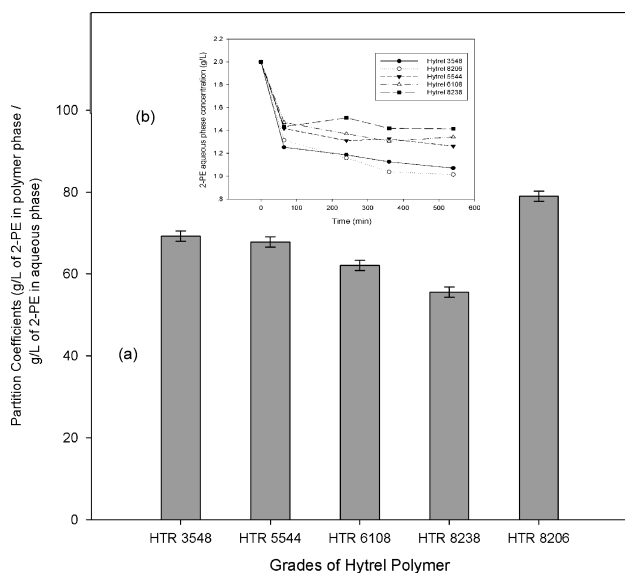 (b)
2-PE aqueous phase concentration (g/L)
2.0
1.8
1.6
1.4
1.2
1.0
.8
0
100
200
300
400
500
600
Time (min)
Hytrel 3548
Hytrel 8206
Hytrel 5544
Hytrel 6108
Hytrel 8238
(a)
Partition Coefficients (g/L of 2-PE in polymer phase /
g/L of 2-PE in aqueous phase)
100
80
60
40
20
0
HTR 3548
HTR 5544
HTR 6108
HTR 8238
HTR 8206
Grades of Hytrel Polymer